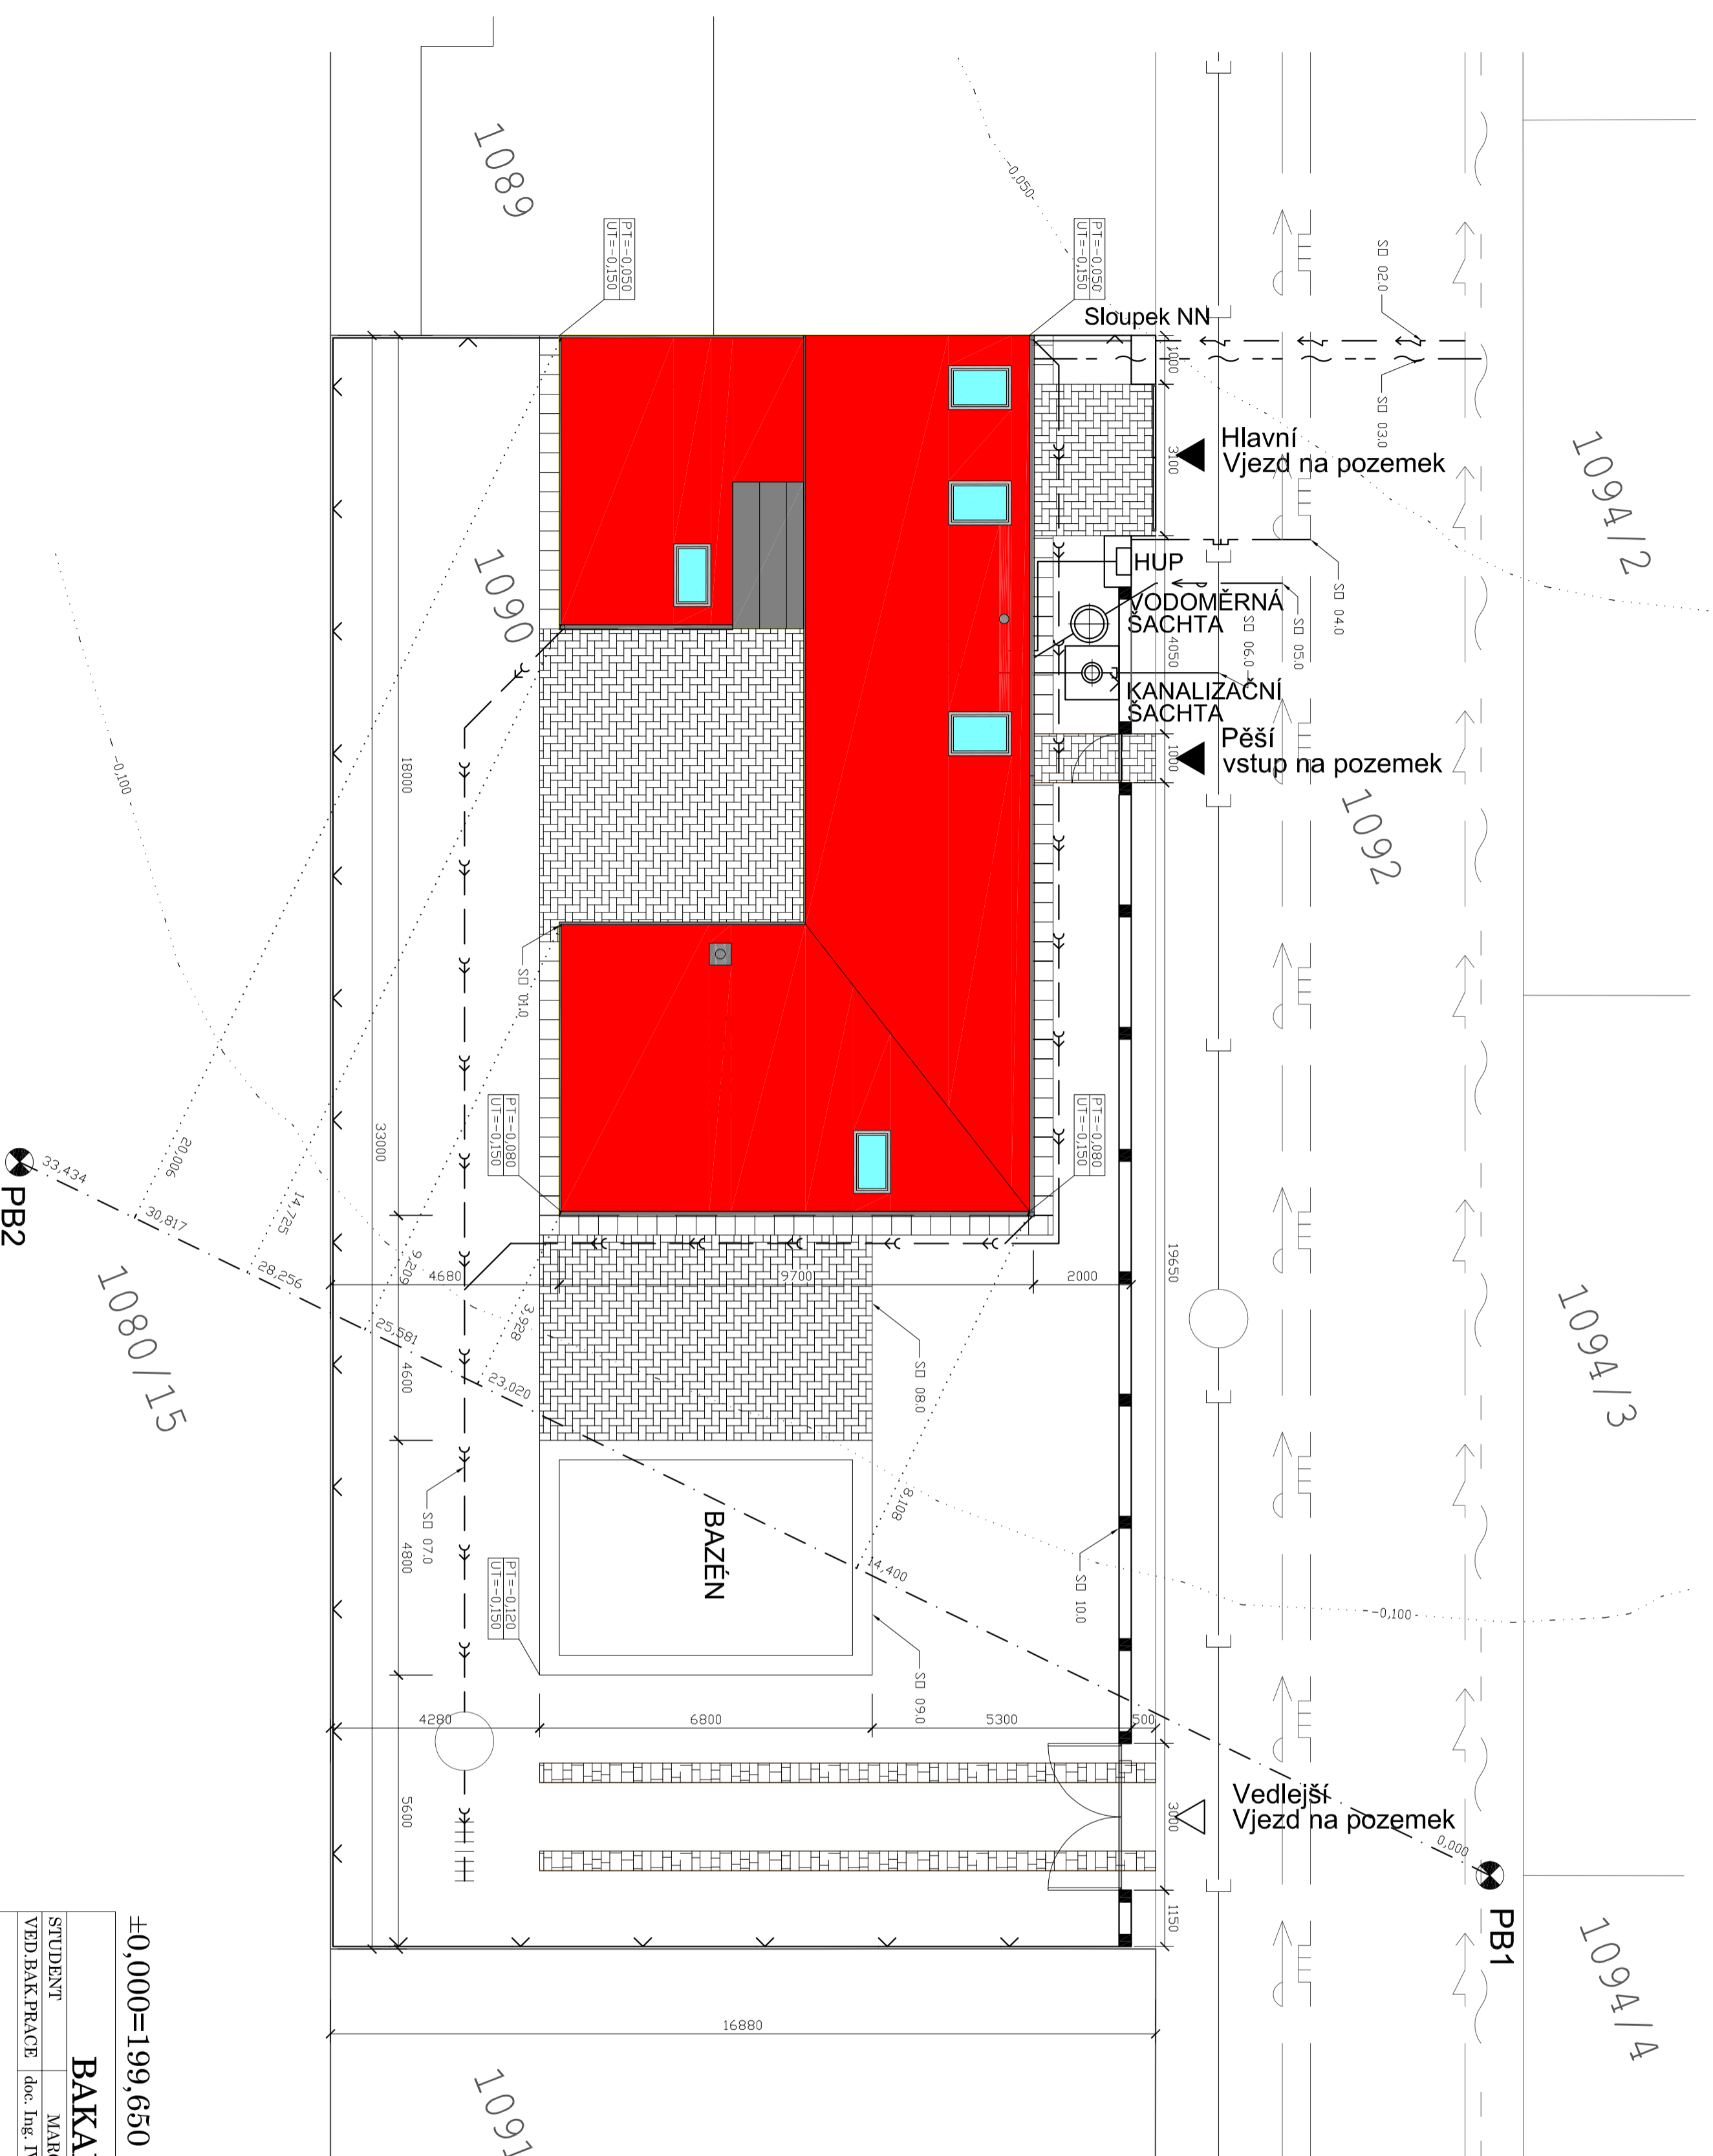 1089
1094/2
-0,050
PT=-0,050
UT=-0,150
PT=-0,050
UT=-0,150
SO 02.0
SO 03.0
Sloupek NN
1000
3100
Hlavní
Vjezd na pozemek
HUP
SO 04.0
SO 05.0
SO 06.0
VODOMĚRNÁ
ŠACHTA
4050
KANALIZAČNÍ
ŠACHTA
Pěší
vstup na pozemek
1000
1090
1092
-0,100
18000
SO 01.0
33000
PT=-0,080
UT=-0,150
PT=-0,080
UT=-0,150
20,006
14,725
9,209
3,928
33,434
30,817
28,256
25,581
23,020
PB2
1080/15
1094/3
19650
4680
9700
2000
4600
SO 08.0
8,108
14,400
SO 07.0
4800
BAZÉN
PT=-0,120
UT=-0,150
SO 10.0
-0,100
SO 09.0
4280
6800
5300
500
5600
3000
Vedlejší
Vjezd na pozemek
0,000
PB1
1150
1094/4
16880
1091
±0,000=199,650
STUDENT
VED.BAK.PRACE
doc. Ing.